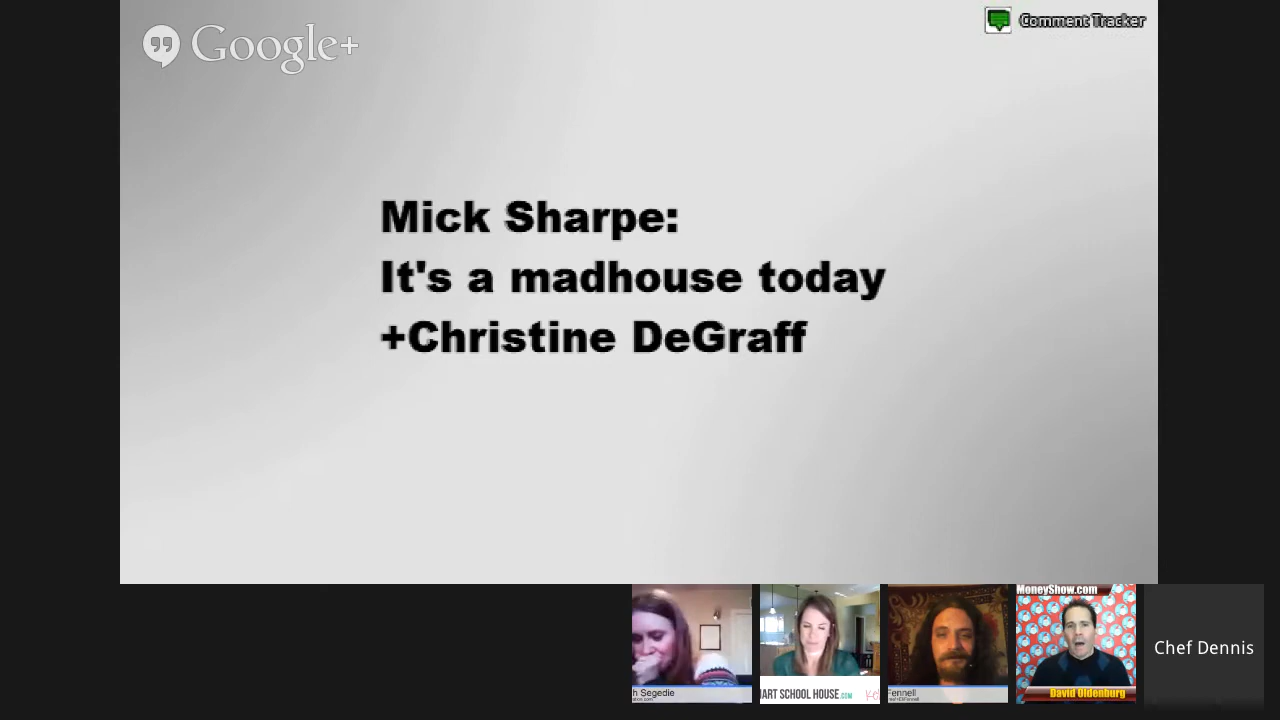 Google+
Comment Tracker
Mick Sharpe:
It's a madhouse today
+Christine DeGraff
MoneyShow.com
Chef Dennis
h Segedie
ART SCHOOL HOUSE.COM
Fennell
David Oldenburg